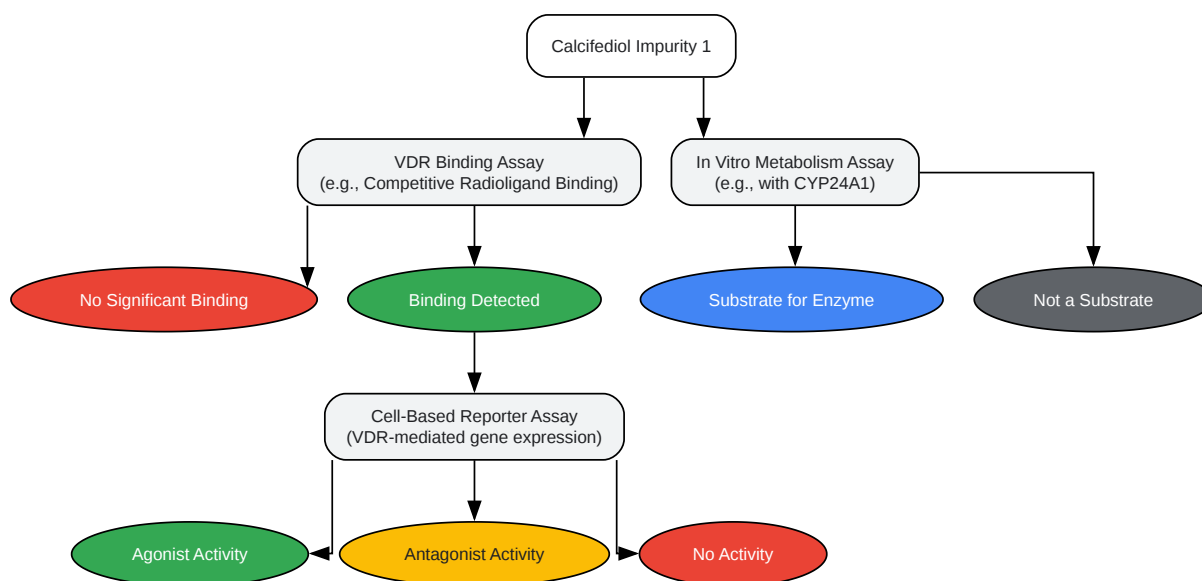 Calcifediol Impurity 1
VDR Binding Assay
(e.g., Competitive Radioligand Binding)
In Vitro Metabolism Assay
(e.g., with CYP24A1)
No Significant Binding
Binding Detected
Substrate for Enzyme
Not a Substrate
Cell-Based Reporter Assay
(VDR-mediated gene expression)
Agonist Activity
Antagonist Activity
No Activity